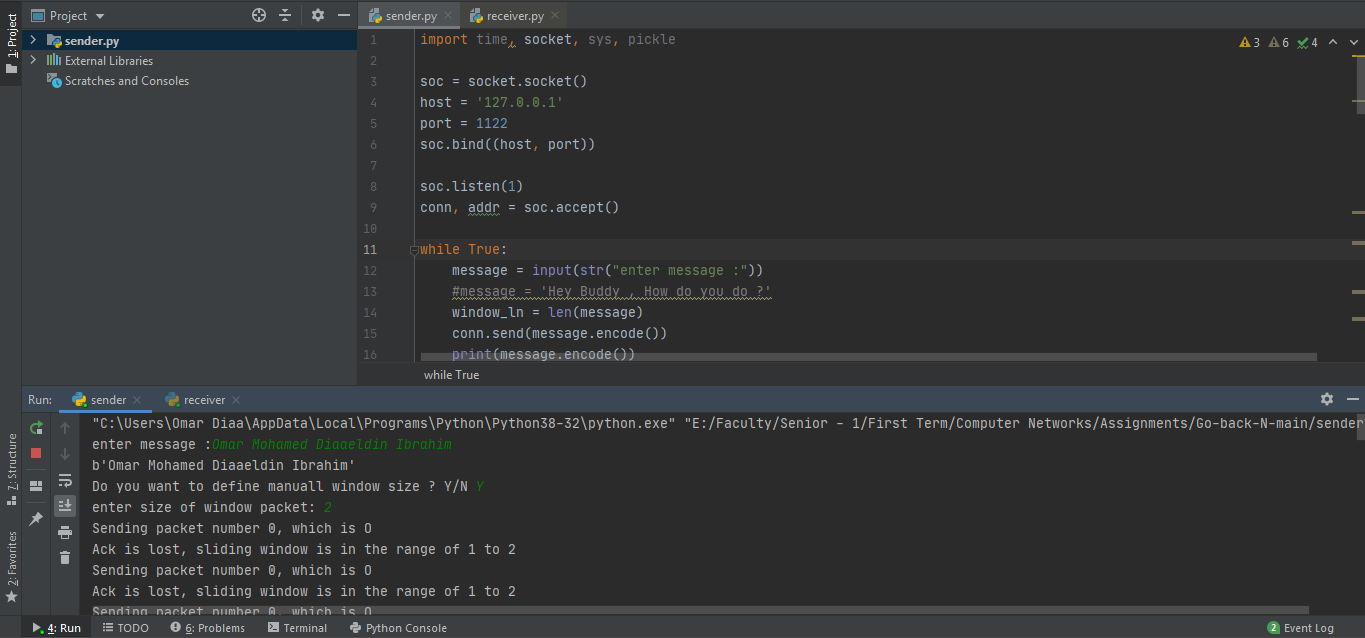 1: Project
Project
sender.py
External Libraries
Scratches and Consoles
sender.py
receiver.py
3 6 4
1 import time, socket, sys, pickle
2
3 soc = socket.socket()
4 host = '127.0.0.1'
5 port = 1122
6 soc.bind((host, port))
7
8 soc.listen(1)
9 conn, addr = soc.accept()
10
11 while True:
12 message = input(str("enter message :"))
13 #message = 'Hey Buddy , How do you do ?'
14 window_ln = len(message)
15 conn.send(message.encode())
16 print(message.encode())
while True
Run: sender receiver
"C:\Users\Omar Diaa\AppData\Local\Programs\Python\Python38-32\python.exe" "E:/Faculty/Senior - 1/First Term/Computer Networks/Assignments/Go-back-N-main/sender
enter message :Omar Mohamed Diaaeldin Ibrahim
b'Omar Mohamed Diaaeldin Ibrahim'
Do you want to define manuall window size ? Y/N Y
enter size of window packet: 2
Sending packet number 0, which is O
Ack is lost, sliding window is in the range of 1 to 2
Sending packet number 0, which is O
Ack is lost, sliding window is in the range of 1 to 2
Sending packet number 0, which is O
7: Structure
2: Favorites
4: Run TODO 6: Problems Terminal Python Console 2 Event Log